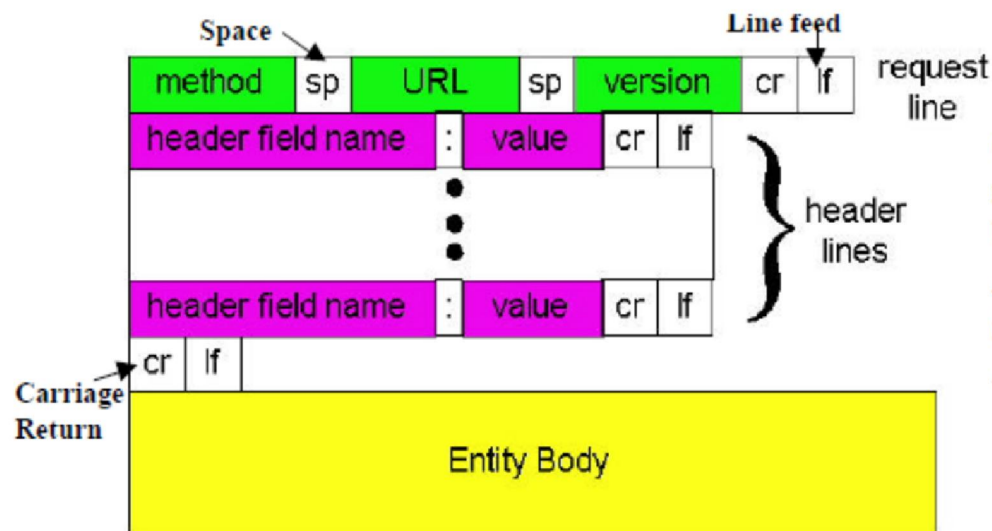 Space
Line feed
method sp URL sp version cr lf
request line
header field name : value cr lf
header lines
header field name : value cr lf
cr lf
Carriage Return
Entity Body